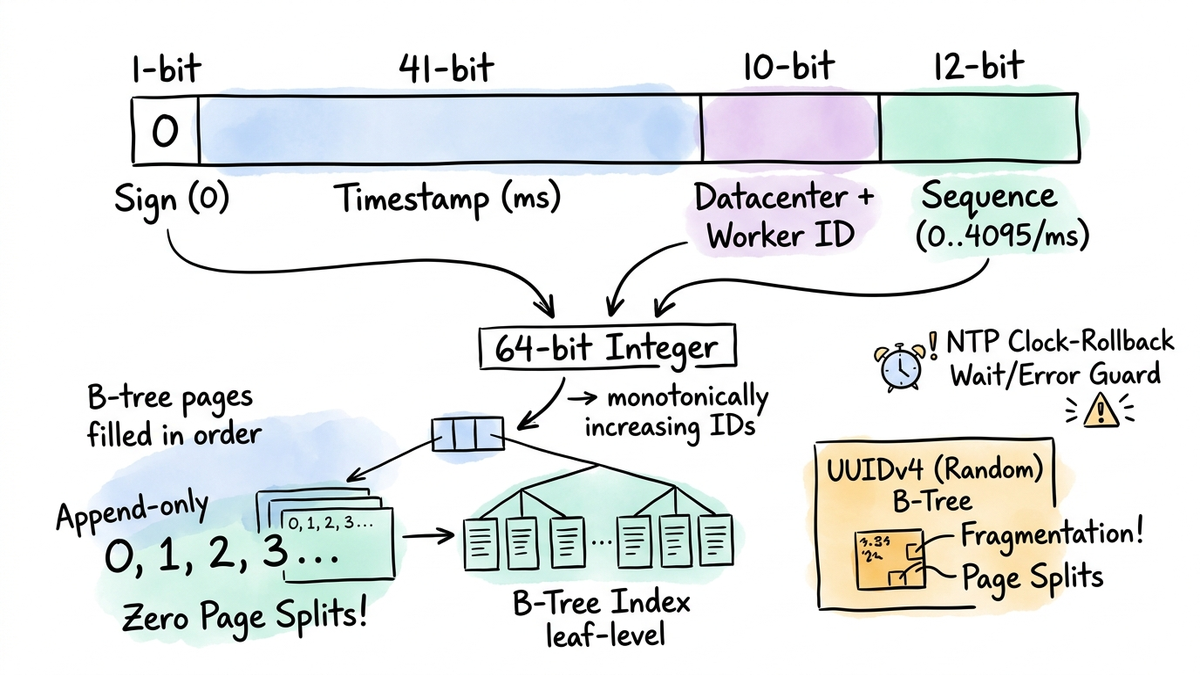 1-bit
41-bit
10-bit
12-bit
0
Sign (0)
Timestamp (ms)
Datacenter +
Worker ID
Sequence
(0..4095/ms)
64-bit Integer
→ monotonically
increasing IDs
! NTP Clock-Rollback
Wait/Error Guard
!
B-tree pages
filled in order
Append-only
0, 1, 2, 3...
0, 1, 2, 3...
Zero Page Splits!
...
B-Tree Index
leaf-level
UUIDv4 (Random)
B-Tree
Fragmentation!
Page Splits